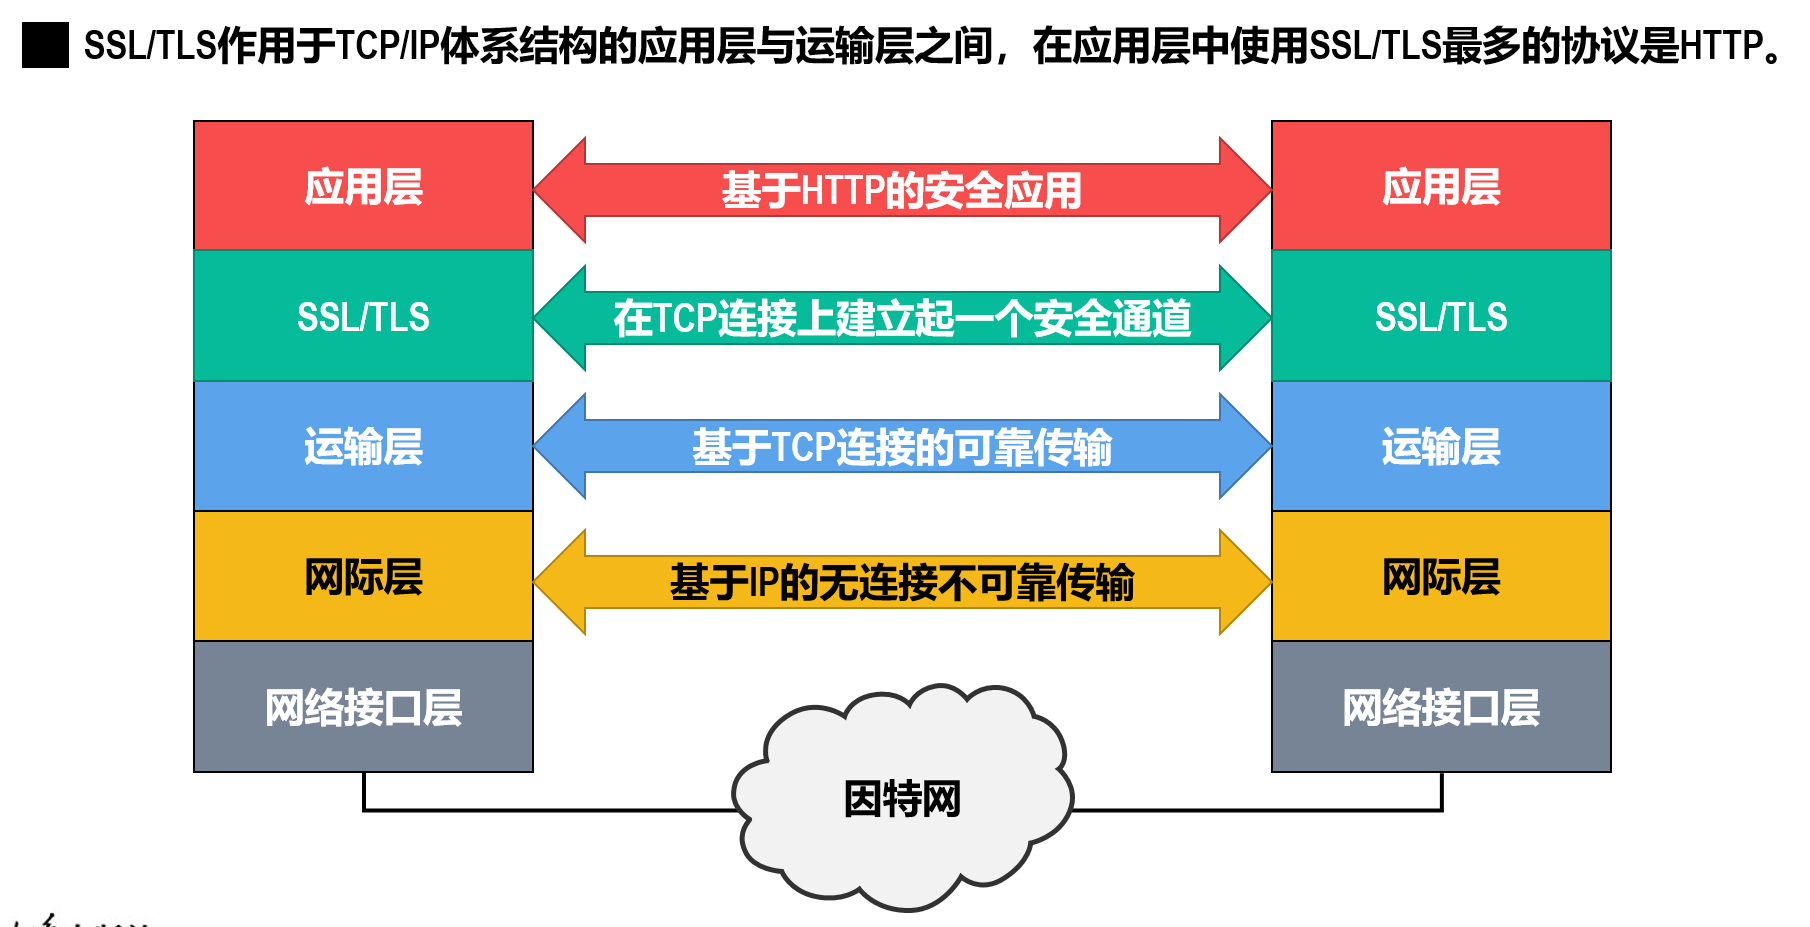 SSL/TLS作用于TCP/IP体系结构的应用层与运输层之间，在应用层中使用SSL/TLS最多的协议是HTTP。
应用层
基于HTTP的安全应用
应用层
SSL/TLS
在TCP连接上建立起一个安全通道
SSL/TLS
运输层
基于TCP连接的可靠传输
运输层
网际层
基于IP的无连接不可靠传输
网际层
网络接口层
网络接口层
因特网